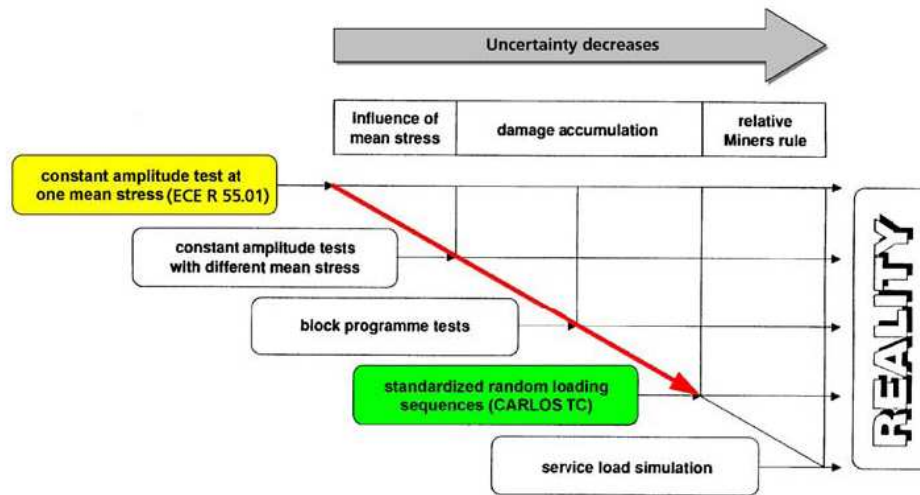 Uncertainty decreases
Influence of
mean stress
damage accumulation
relative
Miners rule
constant amplitude test at
one mean stress (ECE R 55.01)
constant amplitude tests
with different mean stress
block programme tests
standardized random loading
sequences (CARLOS TC)
service load simulation
REALITY